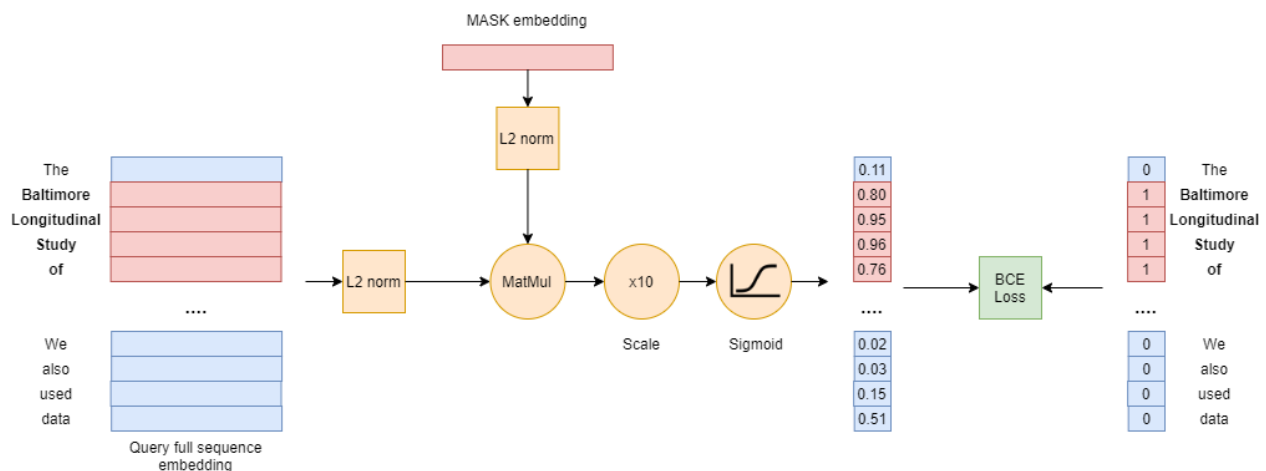 MASK embedding
L2 norm
The
Baltimore
Longitudinal
Study
of
....
We
also
used
data
Query full sequence
embedding
L2 norm
MatMul
x10
Scale
Sigmoid
0.11
0.80
0.95
0.96
0.76
....
0.02
0.03
0.15
0.51
BCE
Loss
0 The
1 Baltimore
1 Longitudinal
1 Study
1 of
....
0 We
0 also
0 used
0 data